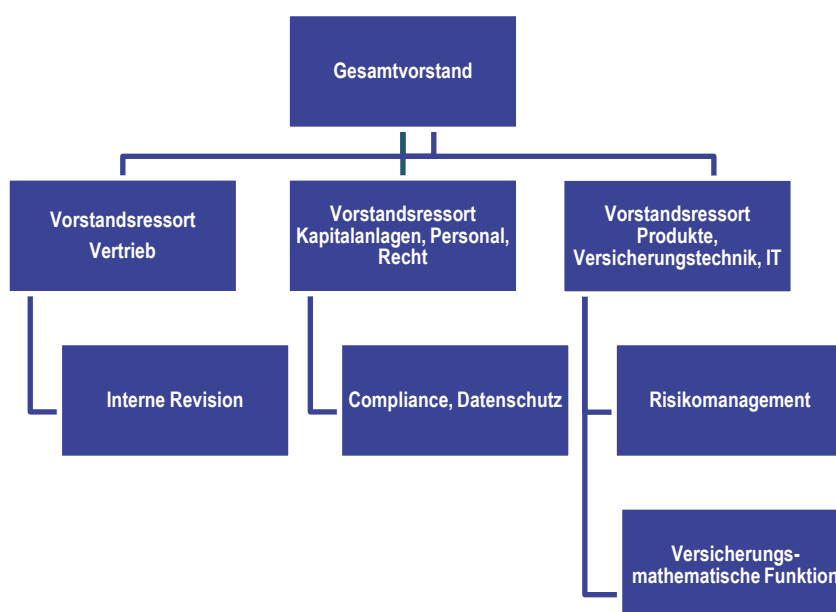 Gesamtvorstand
Vorstandsressort
Vertrieb
Vorstandsressort
Kapitalanlagen, Personal,
Recht
Vorstandsressort
Produkte,
Versicherungstechnik, IT
Interne Revision
Compliance, Datenschutz
Risikomanagement
Versicherungs-
mathematische Funktion